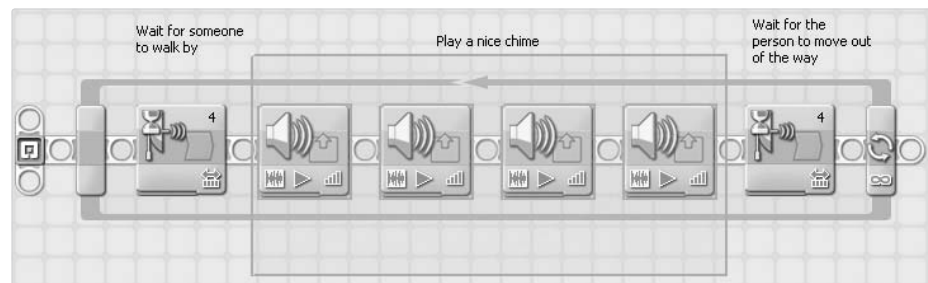 Wait for someone
to walk by
Play a nice chime
Wait for the
person to move out
of the way
4
4